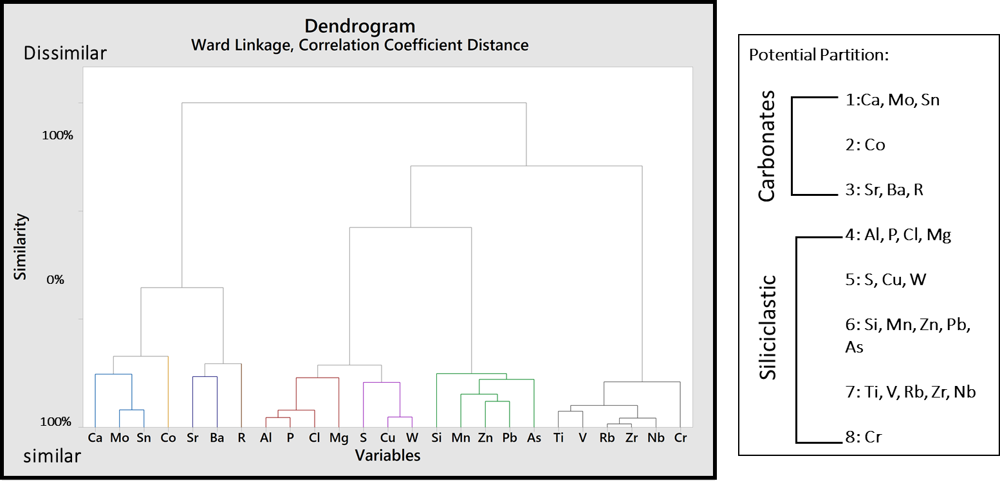 Dendrogram
Ward Linkage, Correlation Coefficient Distance
Dissimilar
100%
Similarity
0%
100%
Ca Mo Sn Co Sr Ba R Al P Cl Mg S Cu W Si Mn Zn Pb As Ti V Rb Zr Nb Cr
similar
Variables
Potential Partition:
Carbonates
1:Ca, Mo, Sn
2: Co
3: Sr, Ba, R
Siliciclastic
4: Al, P, Cl, Mg
5: S, Cu, W
6: Si, Mn, Zn, Pb,
As
7: Ti, V, Rb, Zr, Nb
8: Cr